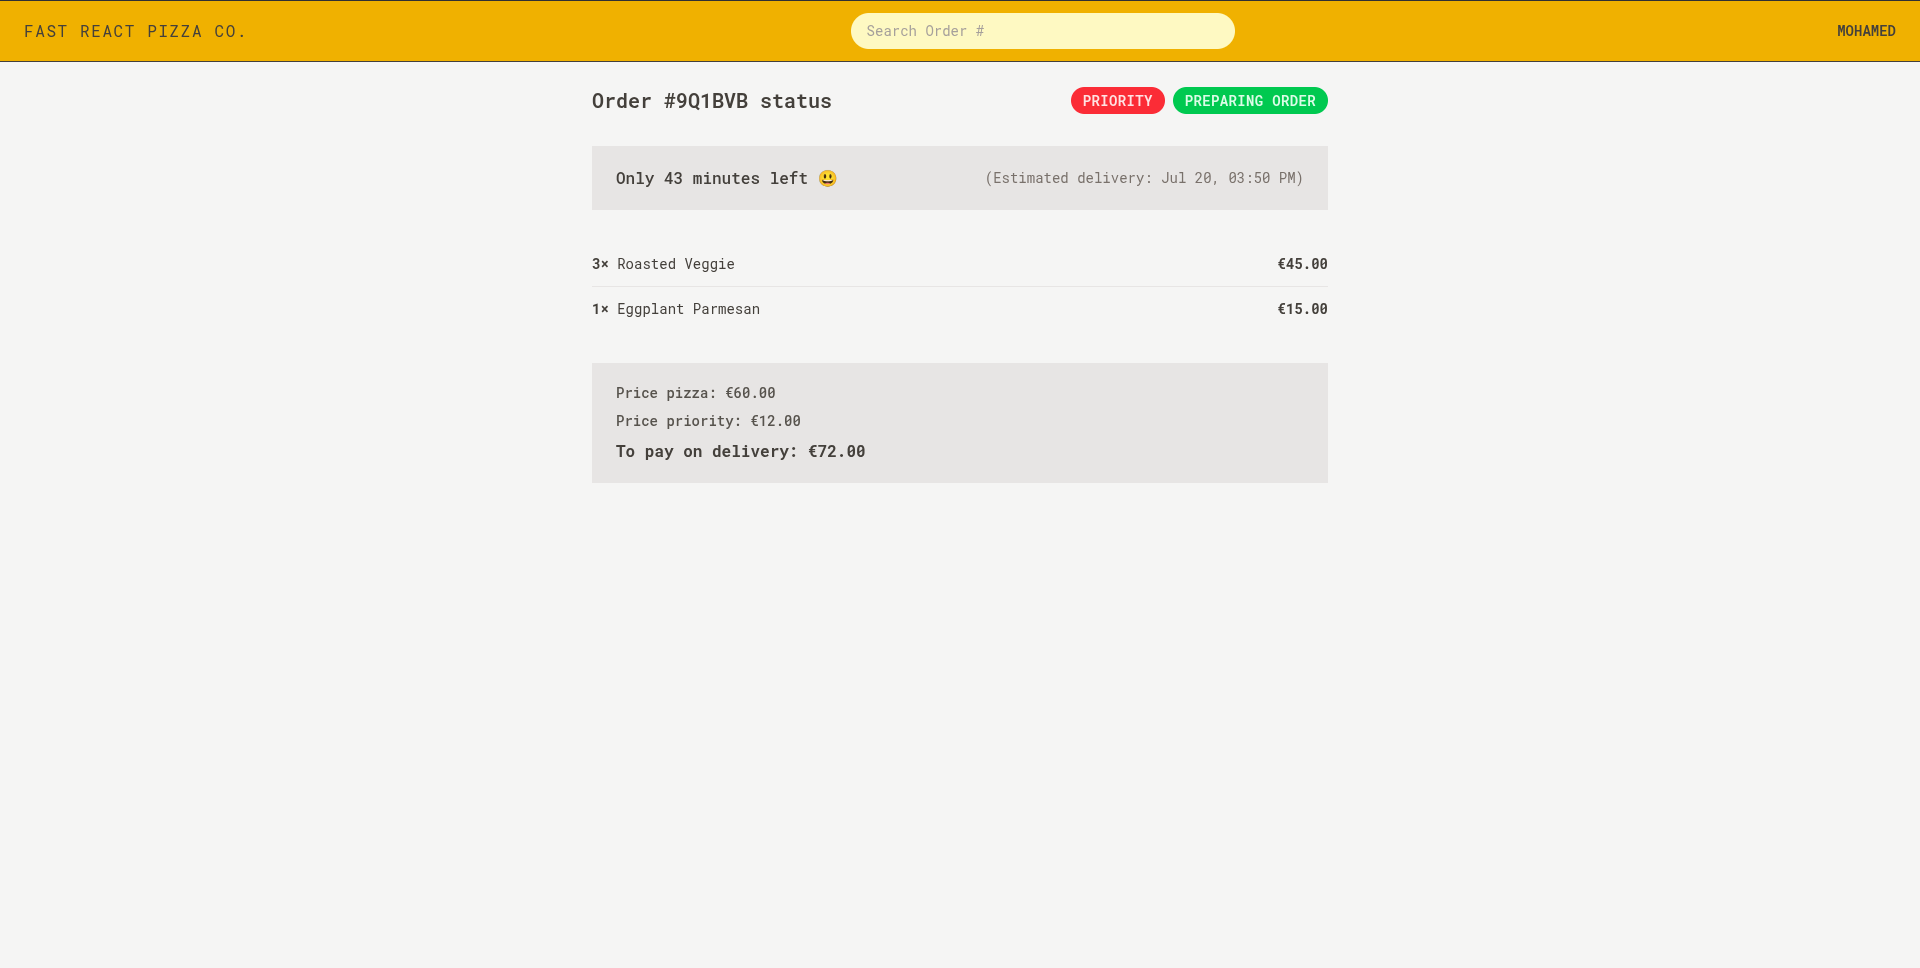 FAST REACT PIZZA CO.
Search Order #
MOHAMED
Order #9Q1BVB status
PRIORITY
PREPARING ORDER
Only 43 minutes left 😃
(Estimated delivery: Jul 20, 03:50 PM)
3× Roasted Veggie
€45.00
1× Eggplant Parmesan
€15.00
Price pizza: €60.00
Price priority: €12.00
To pay on delivery: €72.00